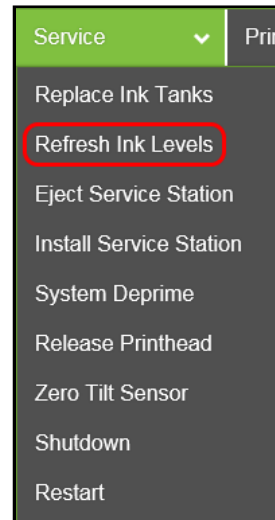 Service
Replace Ink Tanks
Refresh Ink Levels
Eject Service Station
Install Service Station
System Deprime
Release Printhead
Zero Tilt Sensor
Shutdown
Restart